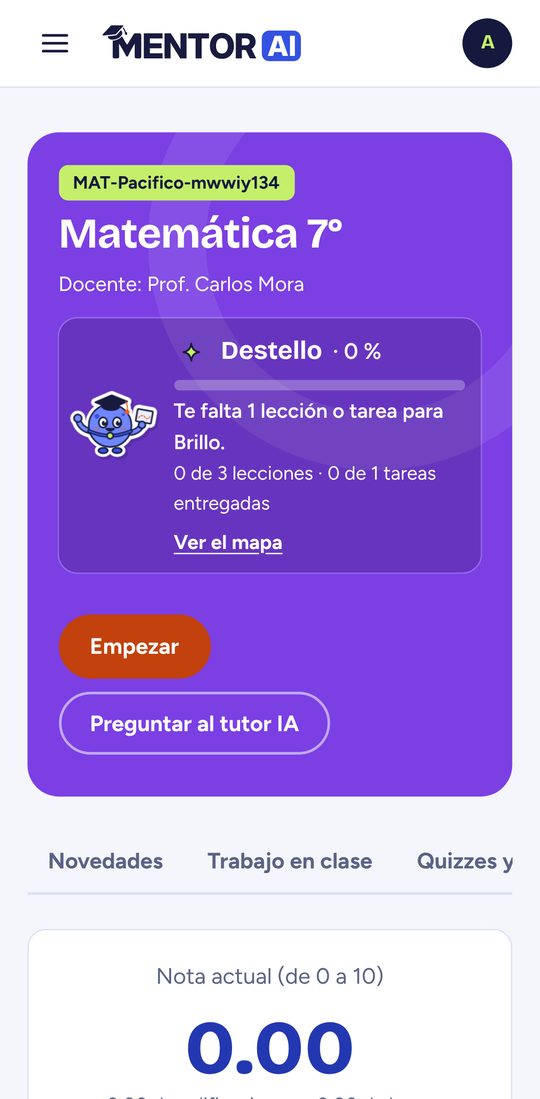 MENTOR AI
A
MAT-Pacifico-mwwiy134
Matemática 7º
Docente: Prof. Carlos Mora
Destello · 0 %
Te falta 1 lección o tarea para
Brillo.
0 de 3 lecciones · 0 de 1 tareas
entregadas
Ver el mapa
Empezar
Preguntar al tutor IA
Novedades Trabajo en clase Quizzes y
Nota actual (de 0 a 10)
0.00